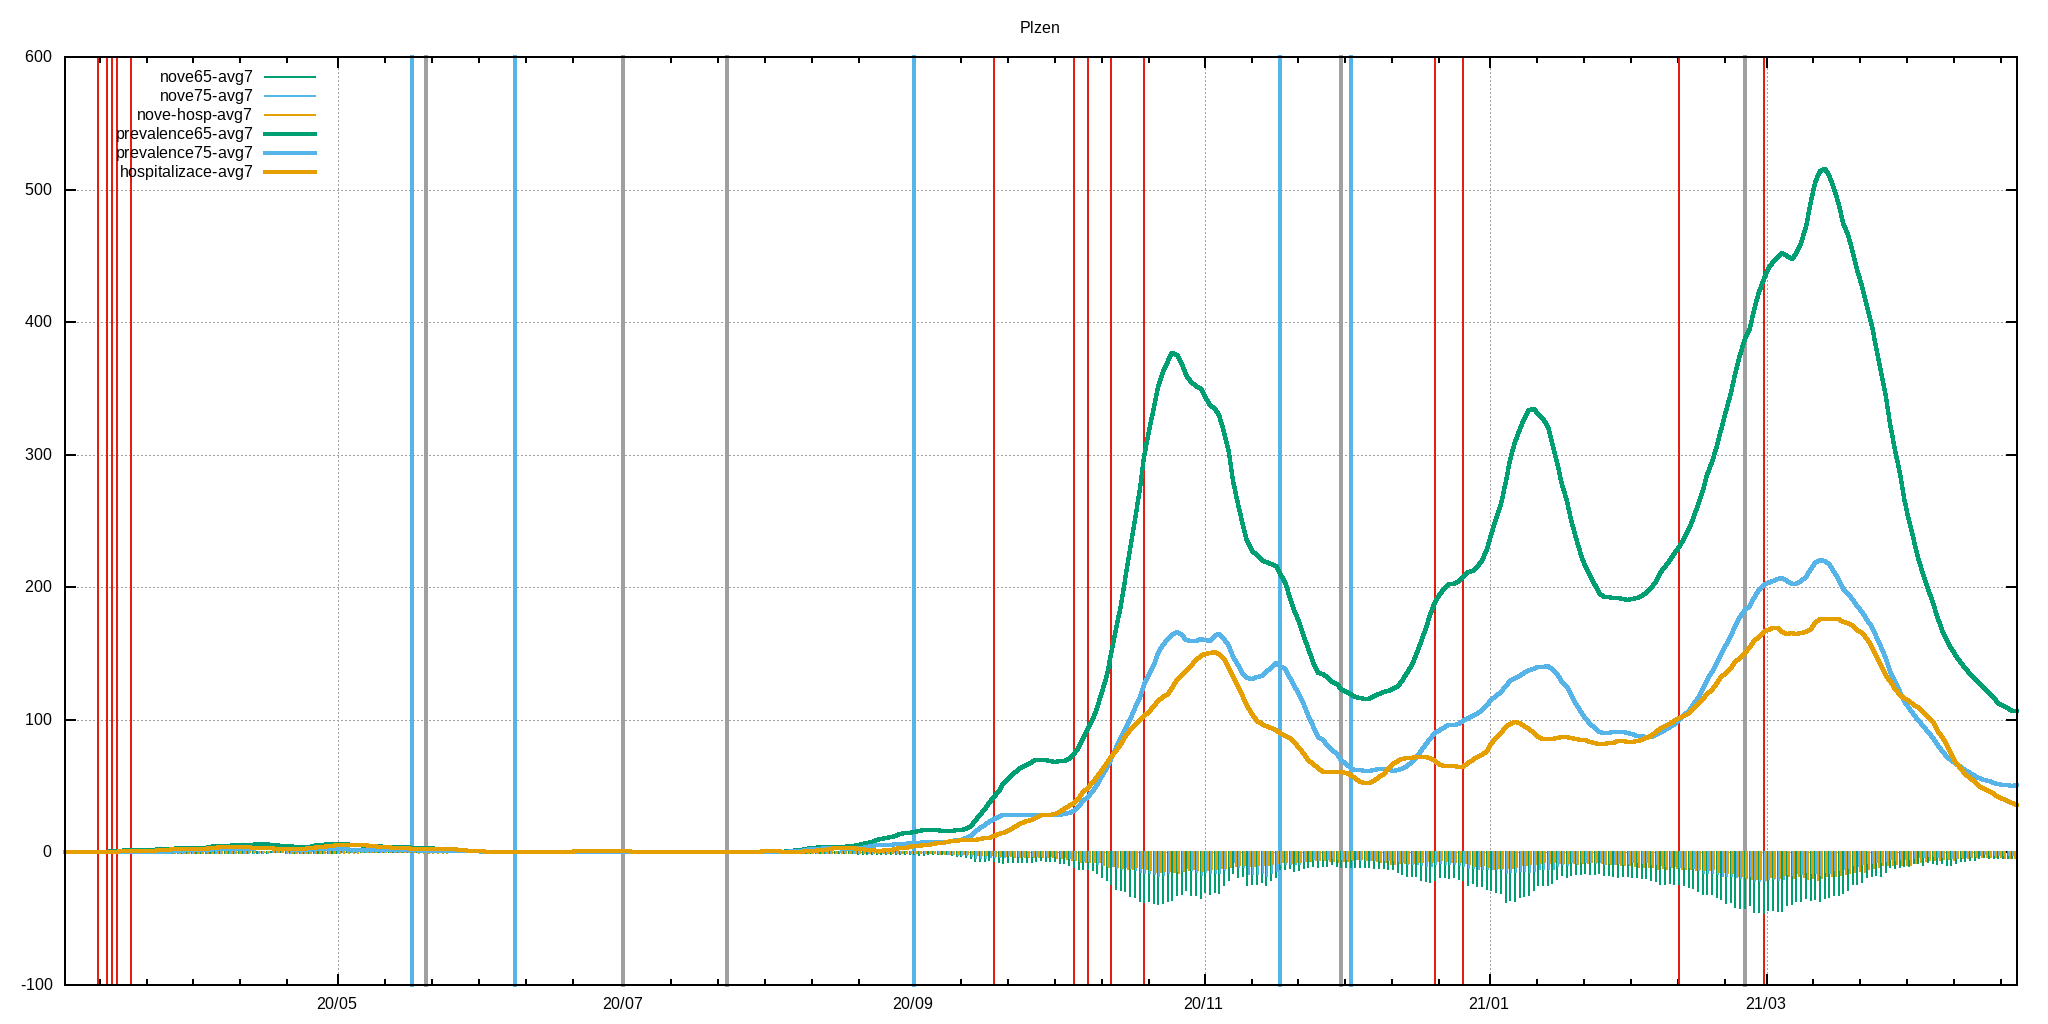 Plzen
600
nove65-avg7
nove75-avg7
nove-hosp-avg7
prevalence65-avg7
prevalence75-avg7
hospitalizace-avg7
500
400
300
200
100
0
-100
20/05
20/07
20/09
20/11
21/01
21/03